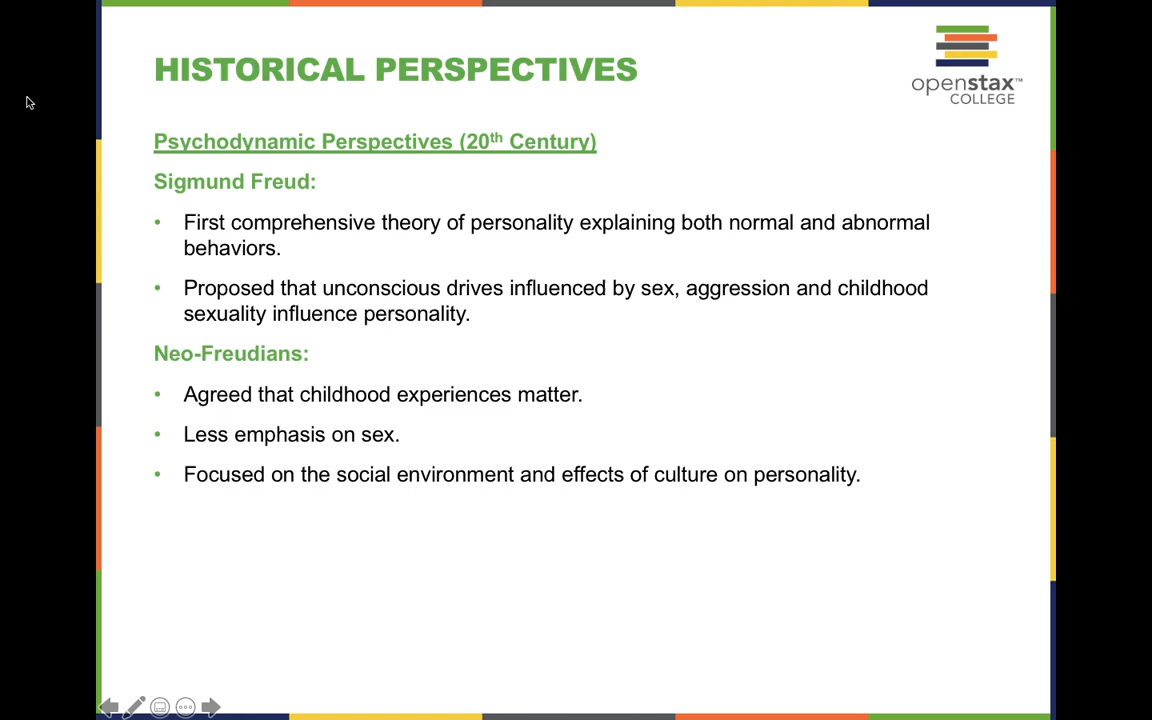 HISTORICAL PERSPECTIVES
openstax™
COLLEGE
Psychodynamic Perspectives (20th Century)
Sigmund Freud:
• First comprehensive theory of personality explaining both normal and abnormal
behaviors.
• Proposed that unconscious drives influenced by sex, aggression and childhood
sexuality influence personality.
Neo-Freudians:
• Agreed that childhood experiences matter.
• Less emphasis on sex.
• Focused on the social environment and effects of culture on personality.